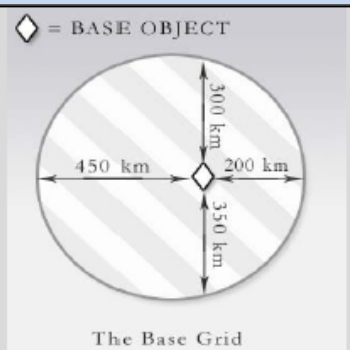 = BASE OBJECT
300 km
450 km
200 km
350 km
The Base Grid